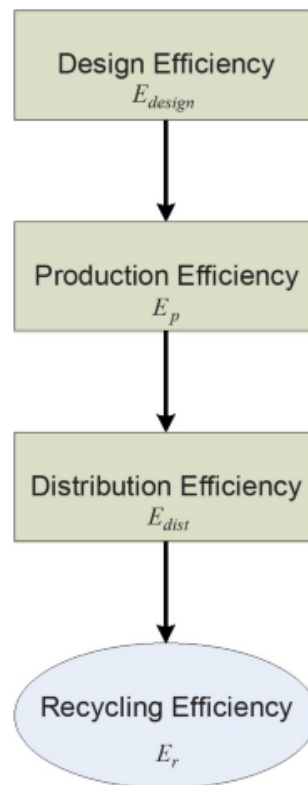 Design Efficiency
E_design
Production Efficiency
E_p
Distribution Efficiency
E_dist
Recycling Efficiency
E_r